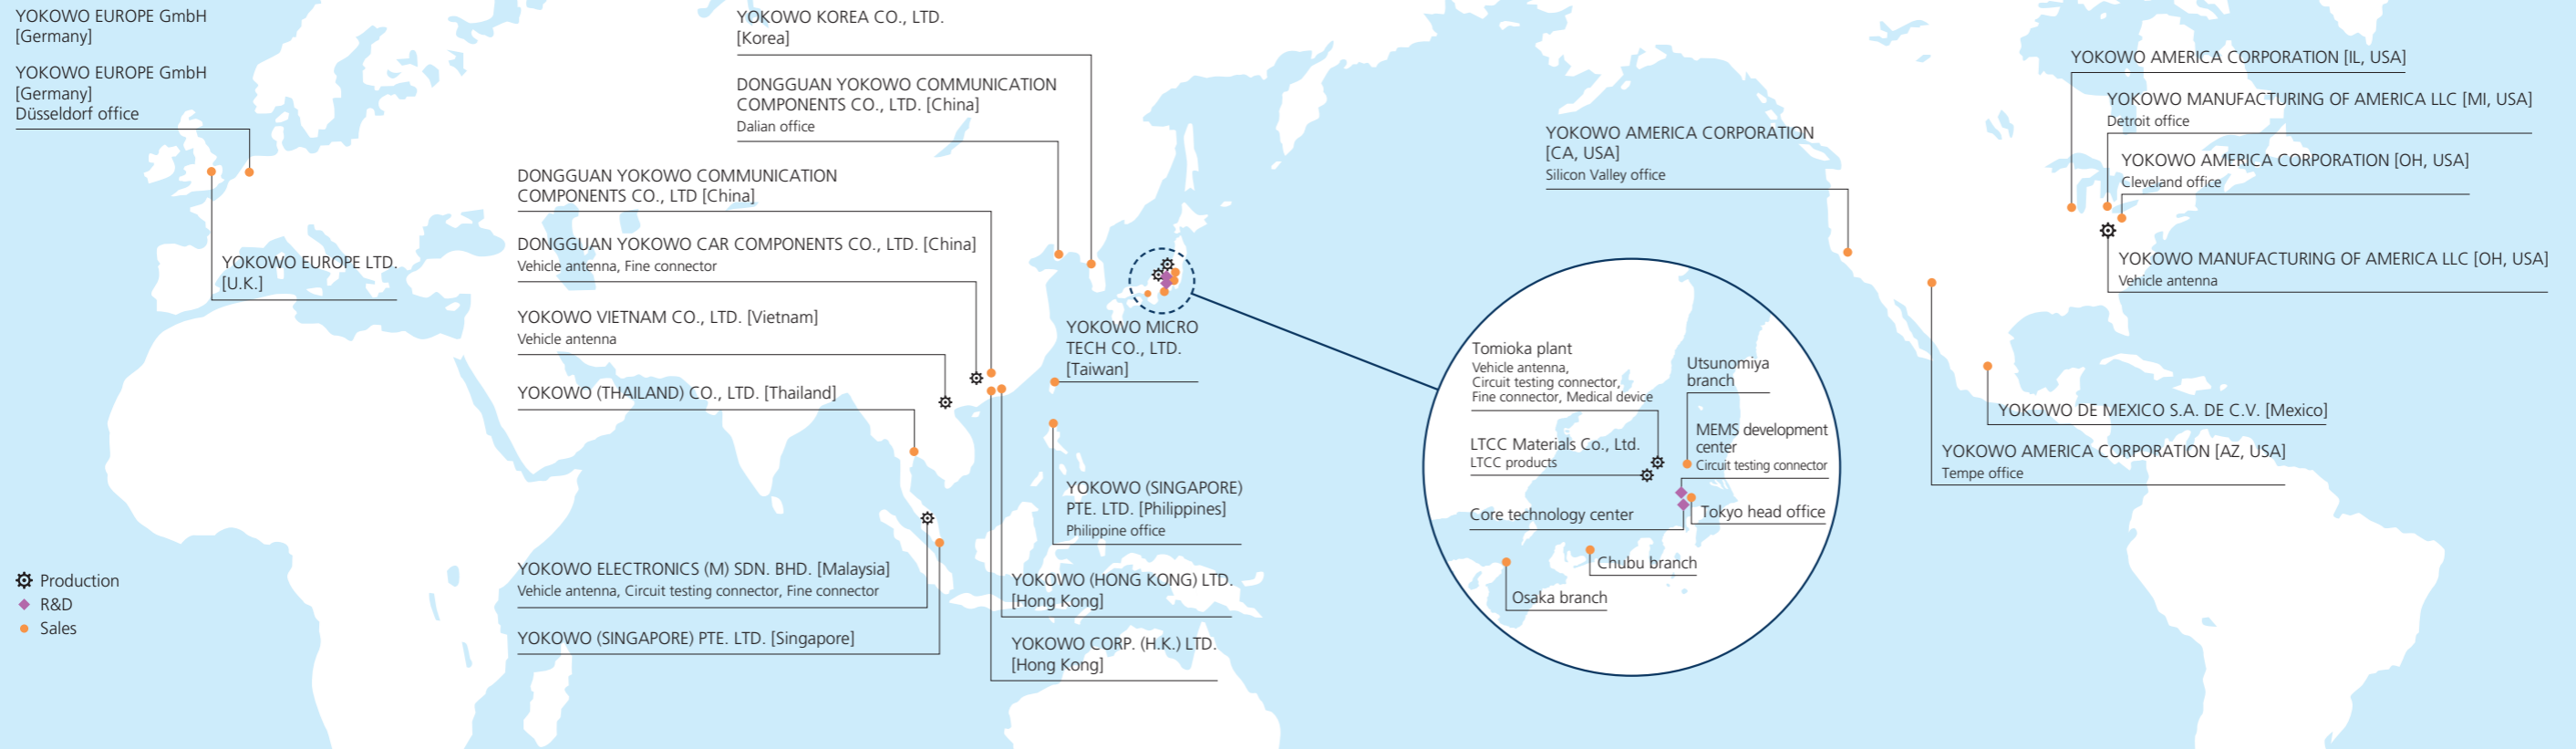 YOKOWO EUROPE GmbH
[Germany]
YOKOWO EUROPE GmbH
[Germany]
Düsseldorf office
YOKOWO EUROPE LTD.
[U.K.]
YOKOWO KOREA CO., LTD.
[Korea]
DONGGUAN YOKOWO COMMUNICATION
COMPONENTS CO., LTD. [China]
Dalian office
DONGGUAN YOKOWO COMMUNICATION
COMPONENTS CO., LTD [China]
DONGGUAN YOKOWO CAR COMPONENTS CO., LTD. [China]
Vehicle antenna, Fine connector
YOKOWO VIETNAM CO., LTD. [Vietnam]
Vehicle antenna
YOKOWO (THAILAND) CO., LTD. [Thailand]
YOKOWO ELECTRONICS (M) SDN. BHD. [Malaysia]
Vehicle antenna, Circuit testing connector, Fine connector
YOKOWO (SINGAPORE) PTE. LTD. [Singapore]
YOKOWO MICRO
TECH CO., LTD.
[Taiwan]
YOKOWO (SINGAPORE)
PTE. LTD. [Philippines]
Philippine office
YOKOWO (HONG KONG) LTD.
[Hong Kong]
YOKOWO CORP. (H.K.) LTD.
[Hong Kong]
Tomioka plant
Vehicle antenna,
Circuit testing connector,
Fine connector, Medical device
LTCC Materials Co., Ltd.
LTCC products
Core technology center
Utsunomiya
branch
MEMS development
center
Circuit testing connector
Tokyo head office
Chubu branch
Osaka branch
YOKOWO AMERICA CORPORATION
[CA, USA]
Silicon Valley office
YOKOWO AMERICA CORPORATION [IL, USA]
YOKOWO MANUFACTURING OF AMERICA LLC [MI, USA]
Detroit office
YOKOWO AMERICA CORPORATION [OH, USA]
Cleveland office
YOKOWO MANUFACTURING OF AMERICA LLC [OH, USA]
Vehicle antenna
YOKOWO DE MEXICO S.A. DE C.V. [Mexico]
YOKOWO AMERICA CORPORATION [AZ, USA]
Tempe office
Production
R&D
Sales